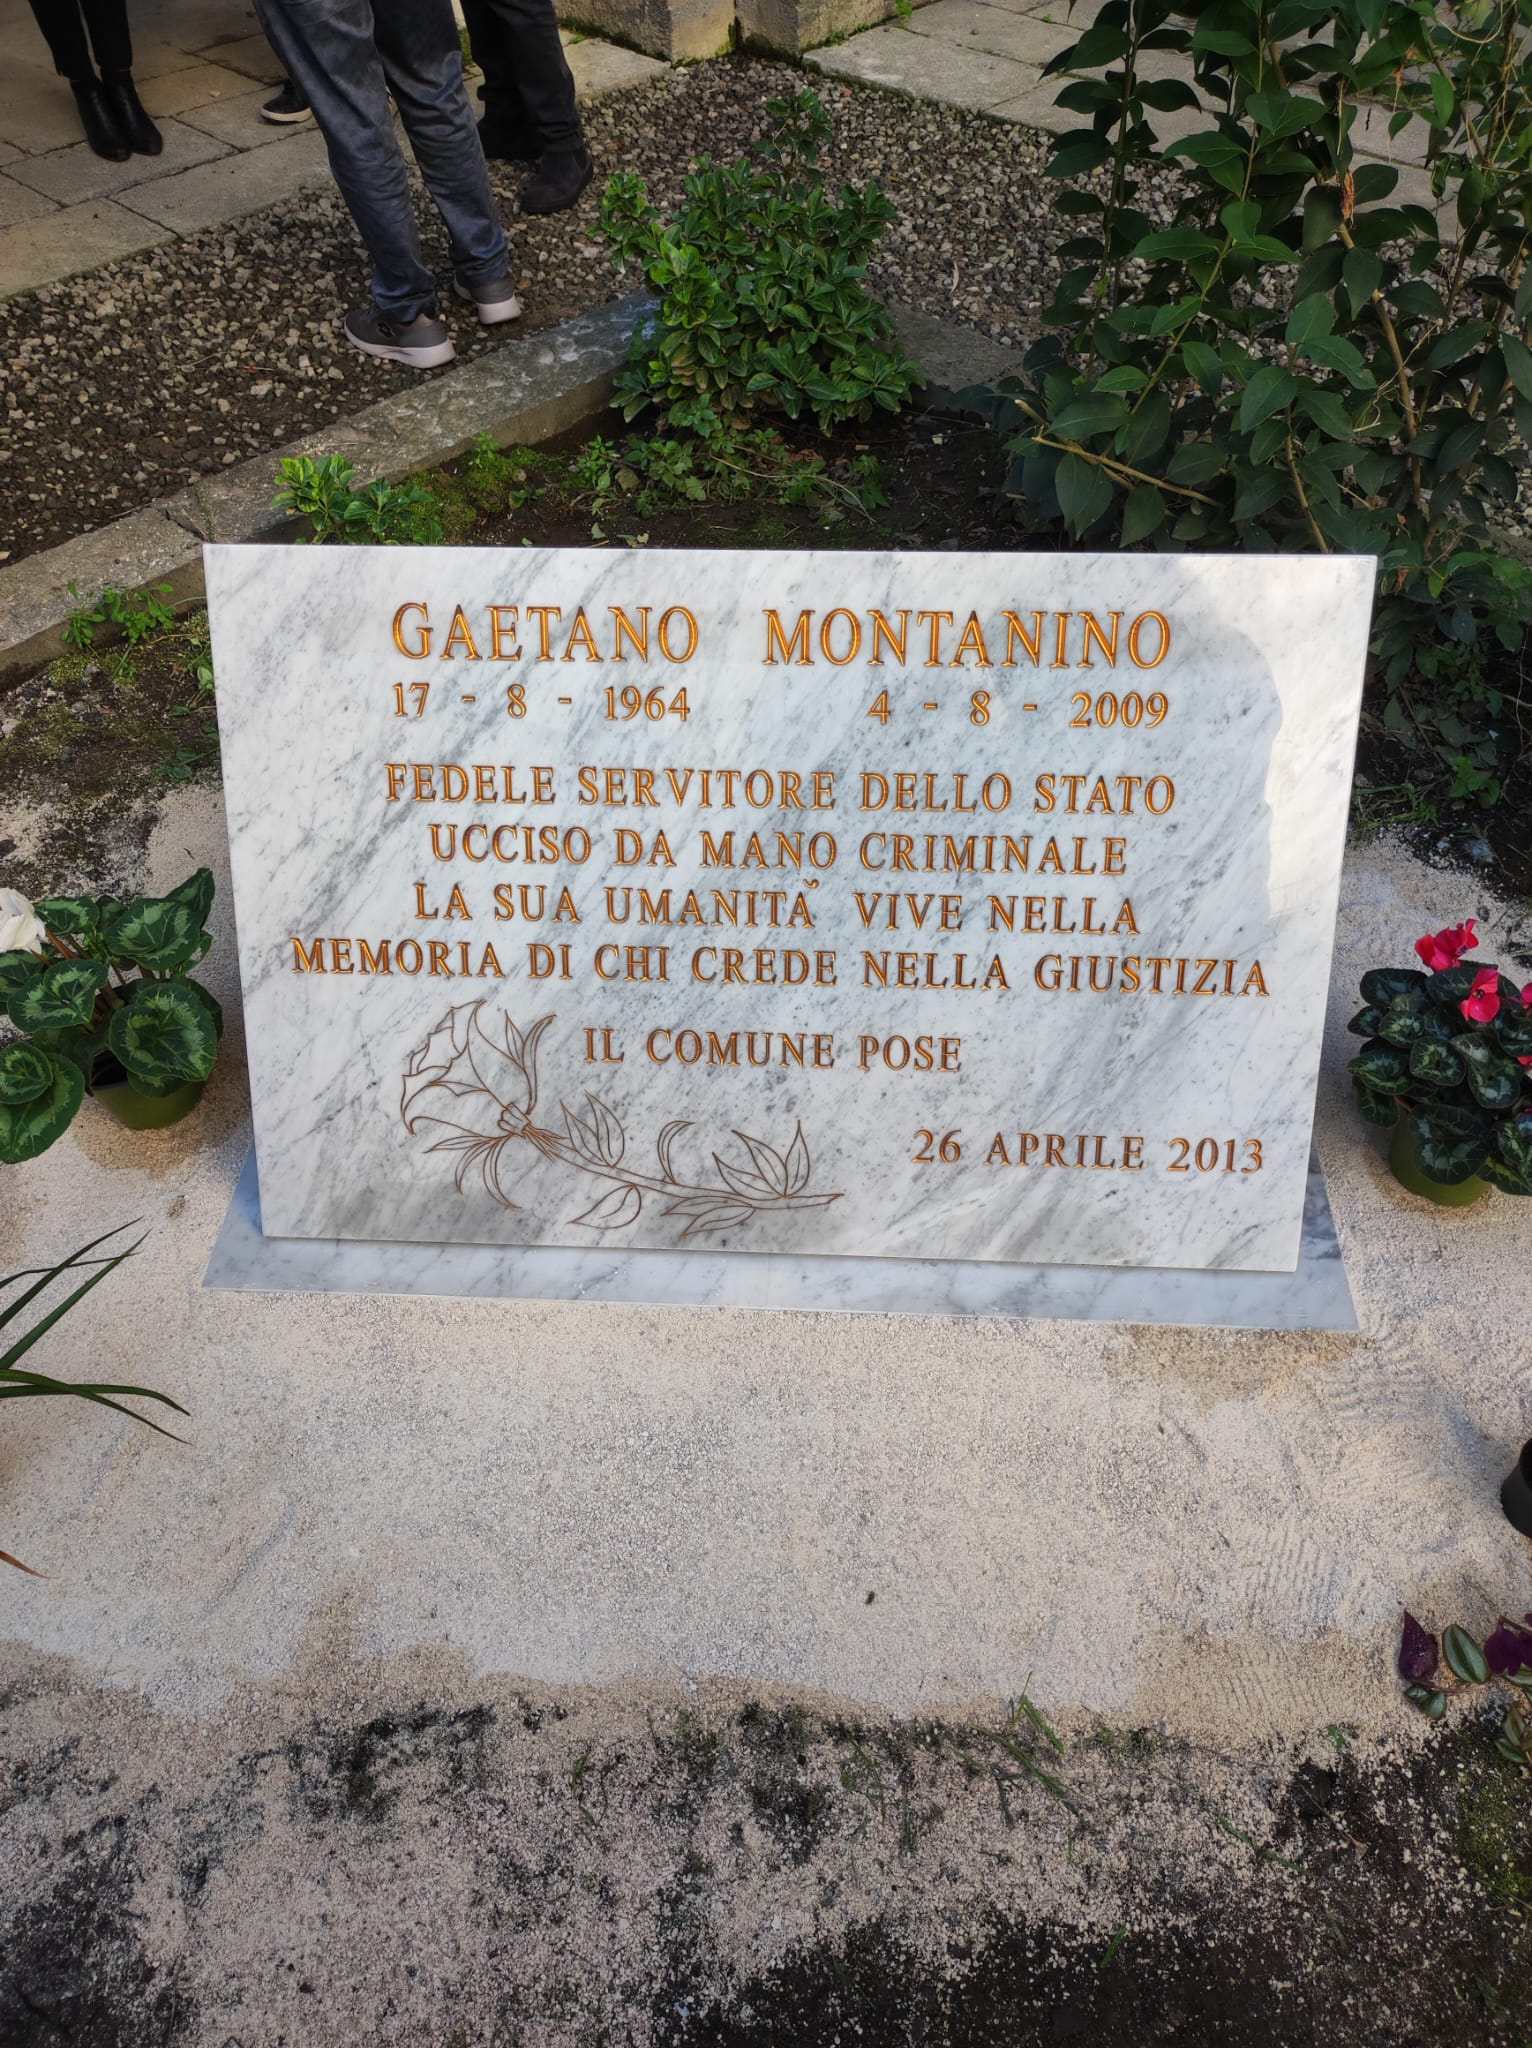 GAETANO MONTANINO
17 - 8 - 1964 4 - 8 - 2009
FEDELE SERVITORE DELLO STATO
UCCISO DA MANO CRIMINALE
LA SUA UMANITÀ VIVE NELLA
MEMORIA DI CHI CREDE NELLA GIUSTIZIA
IL COMUNE POSE
26 APRILE 2013